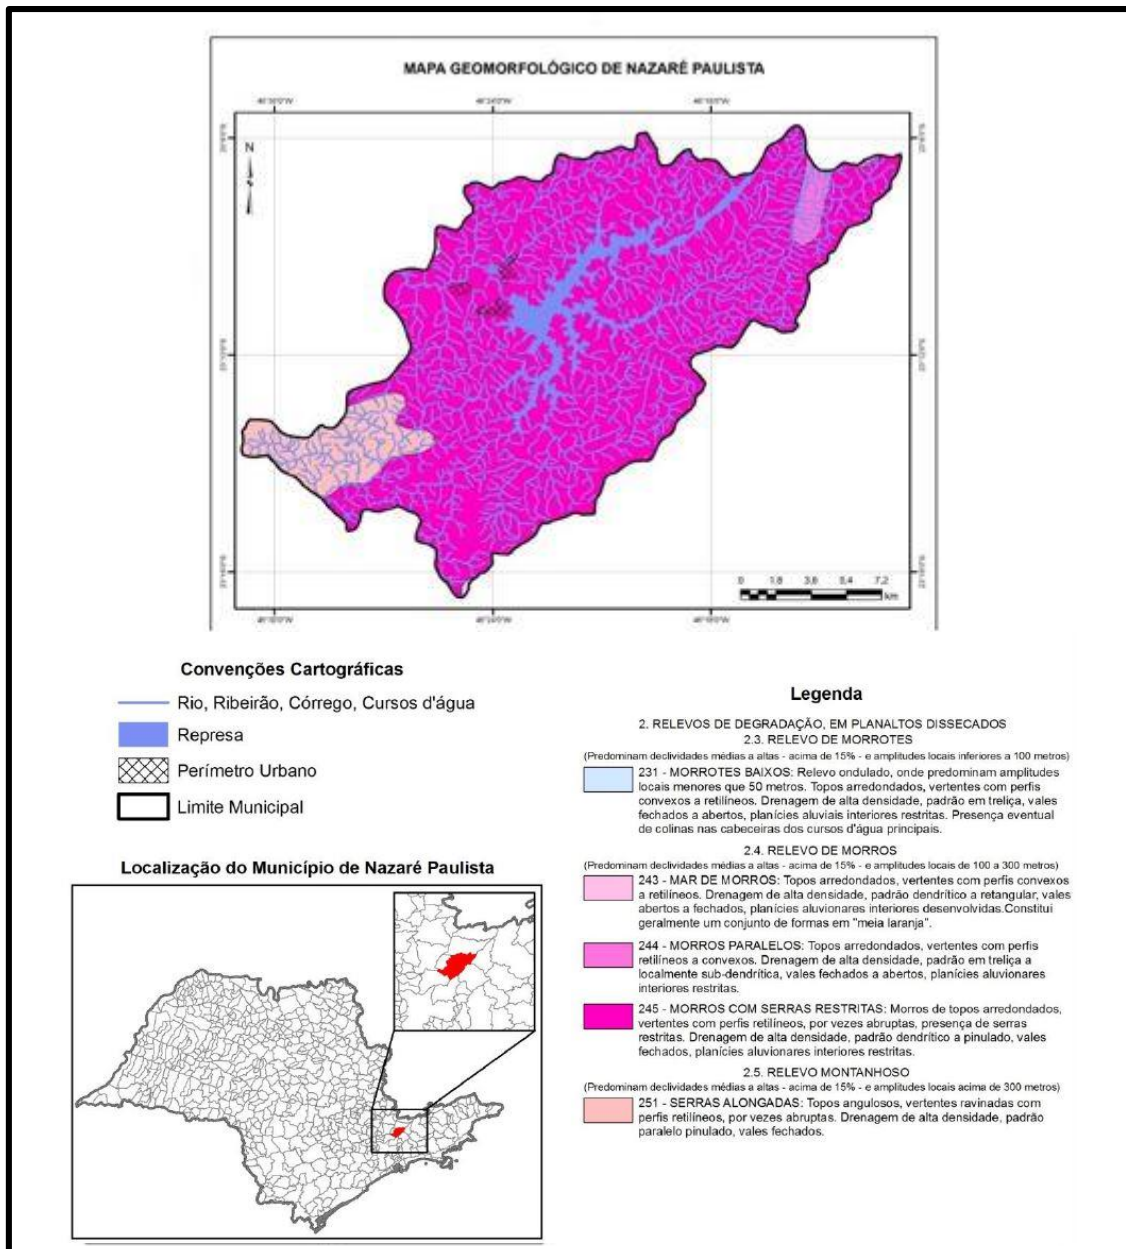 MAPA GEOMORFOLÓGICO DE NAZARÉ PAULISTA
N
0 1,8 3,6 5,4 7,2
km
Convenções Cartográficas
Rio, Ribeirão, Córrego, Cursos d'água
Represa
Perímetro Urbano
Limite Municipal
Localização do Município de Nazaré Paulista
Legenda
2. RELEVOS DE DEGRADAÇÃO, EM PLANALTOS DISSECADOS
2.3. RELEVO DE MORROTES
(Predominam declividades médias a altas - acima de 15% - e amplitudes locais inferiores a 100 metros)
231 - MORROTES BAIXOS: Relevo ondulado, onde predominam amplitudes
locais menores que 50 metros. Topos arredondados, vertentes com perfis
convexos a retilíneos. Drenagem de alta densidade, padrão em treliça, vales
fechados a abertos, planícies aluviais interiores restritas. Presença eventual
de colinas nas cabeceiras dos cursos d'água principais.
2.4. RELEVO DE MORROS
(Predominam declividades médias a altas - acima de 15% - e amplitudes locais de 100 a 300 metros)
243 - MAR DE MORROS: Topos arredondados, vertentes com perfis convexos
a retilíneos. Drenagem de alta densidade, padrão dendrítico a retangular, vales
abertos a fechados, planícies aluvionares interiores desenvolvidas.Constitui
geralmente um conjunto de formas em "meia laranja".
244 - MORROS PARALELOS: Topos arredondados, vertentes com perfis
retilíneos a convexos. Drenagem de alta densidade, padrão em treliça a
localmente sub-dendrítica, vales fechados a abertos, planícies aluvionares
interiores restritas.
245 - MORROS COM SERRAS RESTRITAS: Morros de topos arredondados,
vertentes com perfis retilíneos, por vezes abruptas, presença de serras
restritas. Drenagem de alta densidade, padrão dendrítico a pinulado, vales
fechados, planícies aluvionares interiores restritas.
2.5. RELEVO MONTANHOSO
(Predominam declividades médias a altas - acima de 15% - e amplitudes locais acima de 300 metros)
251 - SERRAS ALONGADAS: Topos angulosos, vertentes ravinadas com
perfis retilíneos, por vezes abruptas. Drenagem de alta densidade, padrão
paralelo pinulado, vales fechados.